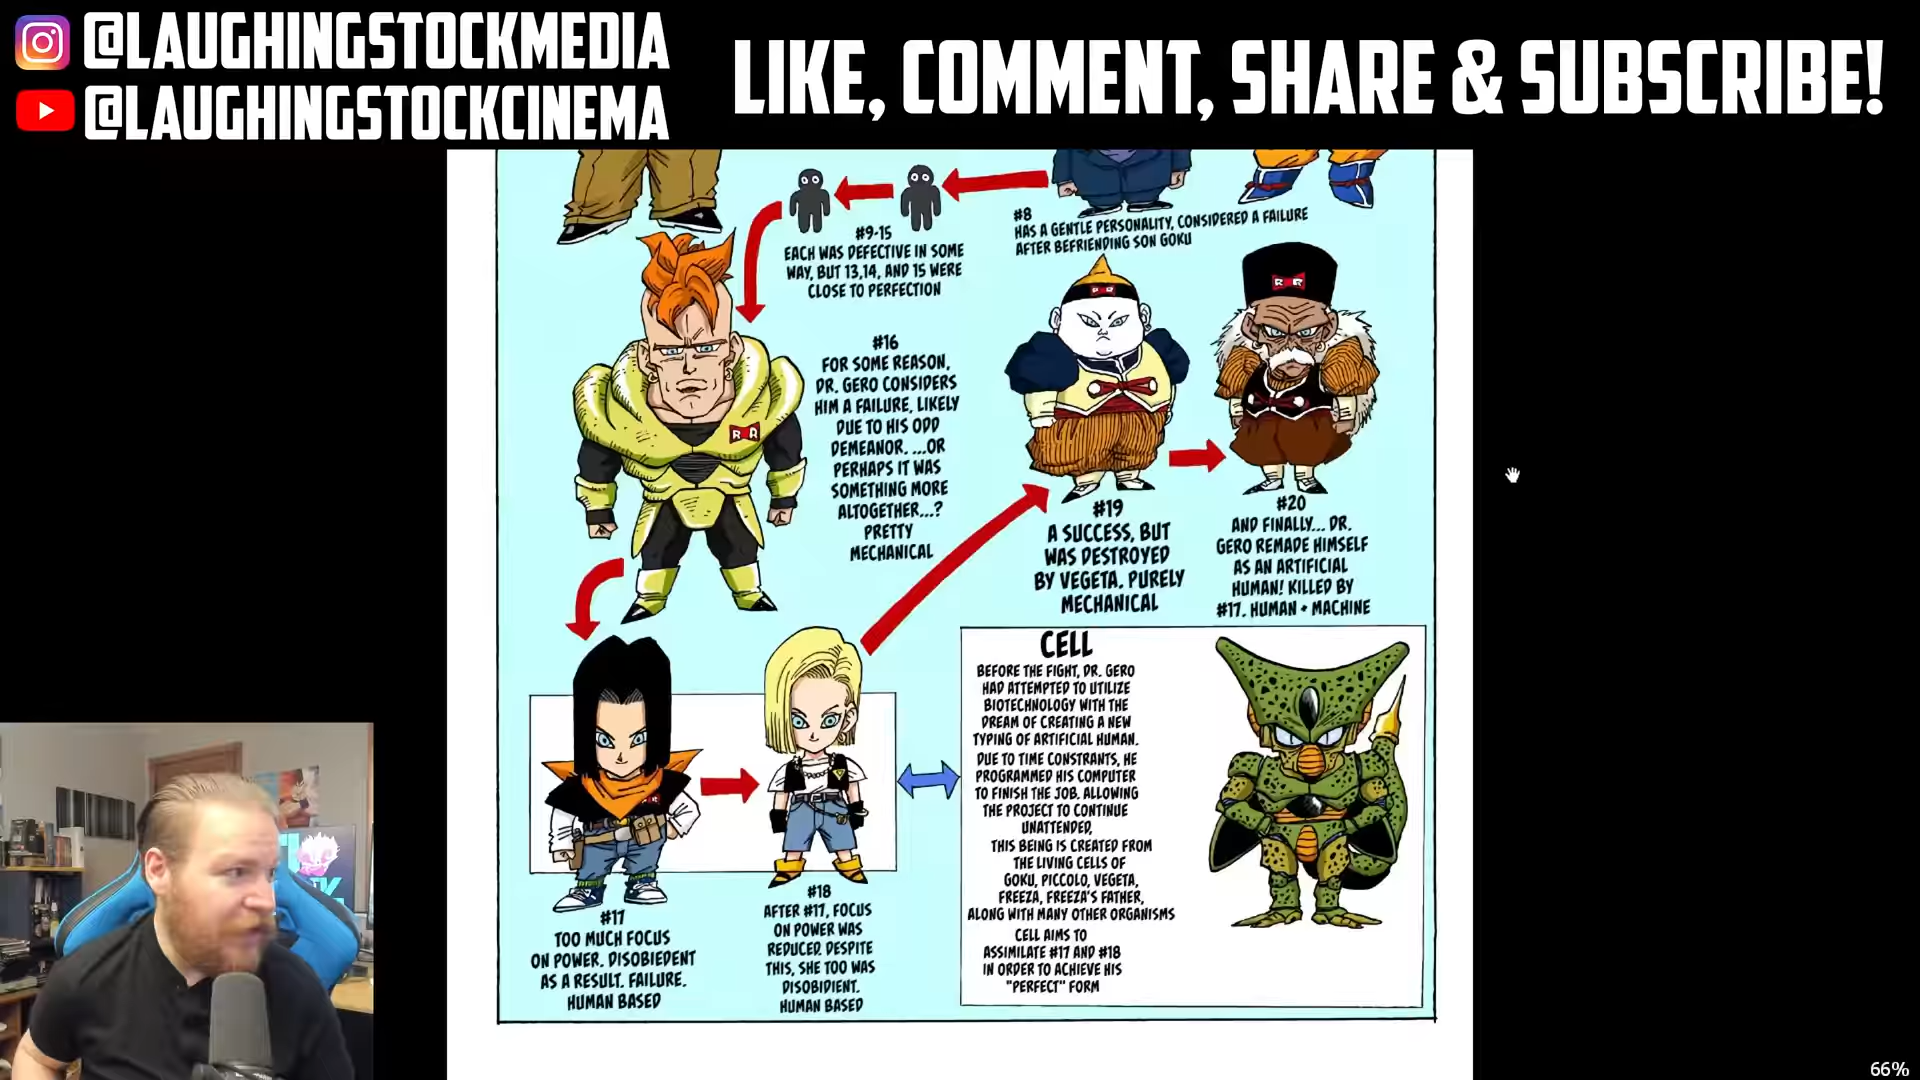 @LAUGHINGSTOCKMEDIA
@LAUGHINGSTOCKCINEMA
LIKE, COMMENT, SHARE & SUBSCRIBE!
#8
HAS A GENTLE PERSONALITY, CONSIDERED A FAILURE
AFTER BEFRIENDING SON GOKU
#9-15
EACH WAS DEFECTIVE IN SOME
WAY, BUT 13,14, AND 15 WERE
CLOSE TO PERFECTION
#16
FOR SOME REASON,
DR. GERO CONSIDERS
HIM A FAILURE, LIKELY
DUE TO HIS ODD
DEMEANOR. ...OR
PERHAPS IT WAS
SOMETHING MORE
ALTOGETHER...?
PRETTY
MECHANICAL
RR
RR
RR
#19
A SUCCESS, BUT
WAS DESTROYED
BY VEGETA. PURELY
MECHANICAL
#20
AND FINALLY... DR.
GERO REMADE HIMSELF
AS AN ARTIFICIAL
HUMAN! KILLED BY
#17. HUMAN + MACHINE
#17
TOO MUCH FOCUS
ON POWER. DISOBIEDENT
AS A RESULT. FAILURE.
HUMAN BASED
#18
AFTER #17, FOCUS
ON POWER WAS
REDUCED. DESPITE
THIS, SHE TOO WAS
DISOBIDIENT.
HUMAN BASED
CELL
BEFORE THE FIGHT, DR. GERO
HAD ATTEMPTED TO UTILIZE
BIOTECHNOLOGY WITH THE
DREAM OF CREATING A NEW
TYPING OF ARTIFICIAL HUMAN.
DUE TO TIME CONSTRANTS, HE
PROGRAMMED HIS COMPUTER
TO FINISH THE JOB. ALLOWING
THE PROJECT TO CONTINUE
UNATTENDED,
THIS BEING IS CREATED FROM
THE LIVING CELLS OF
GOKU, PICCOLO, VEGETA,
FREEZA, FREEZA'S FATHER,
ALONG WITH MANY OTHER ORGANISMS
CELL AIMS TO
ASSIMILATE #17 AND #18
IN ORDER TO ACHIEVE HIS
"PERFECT" FORM
66%